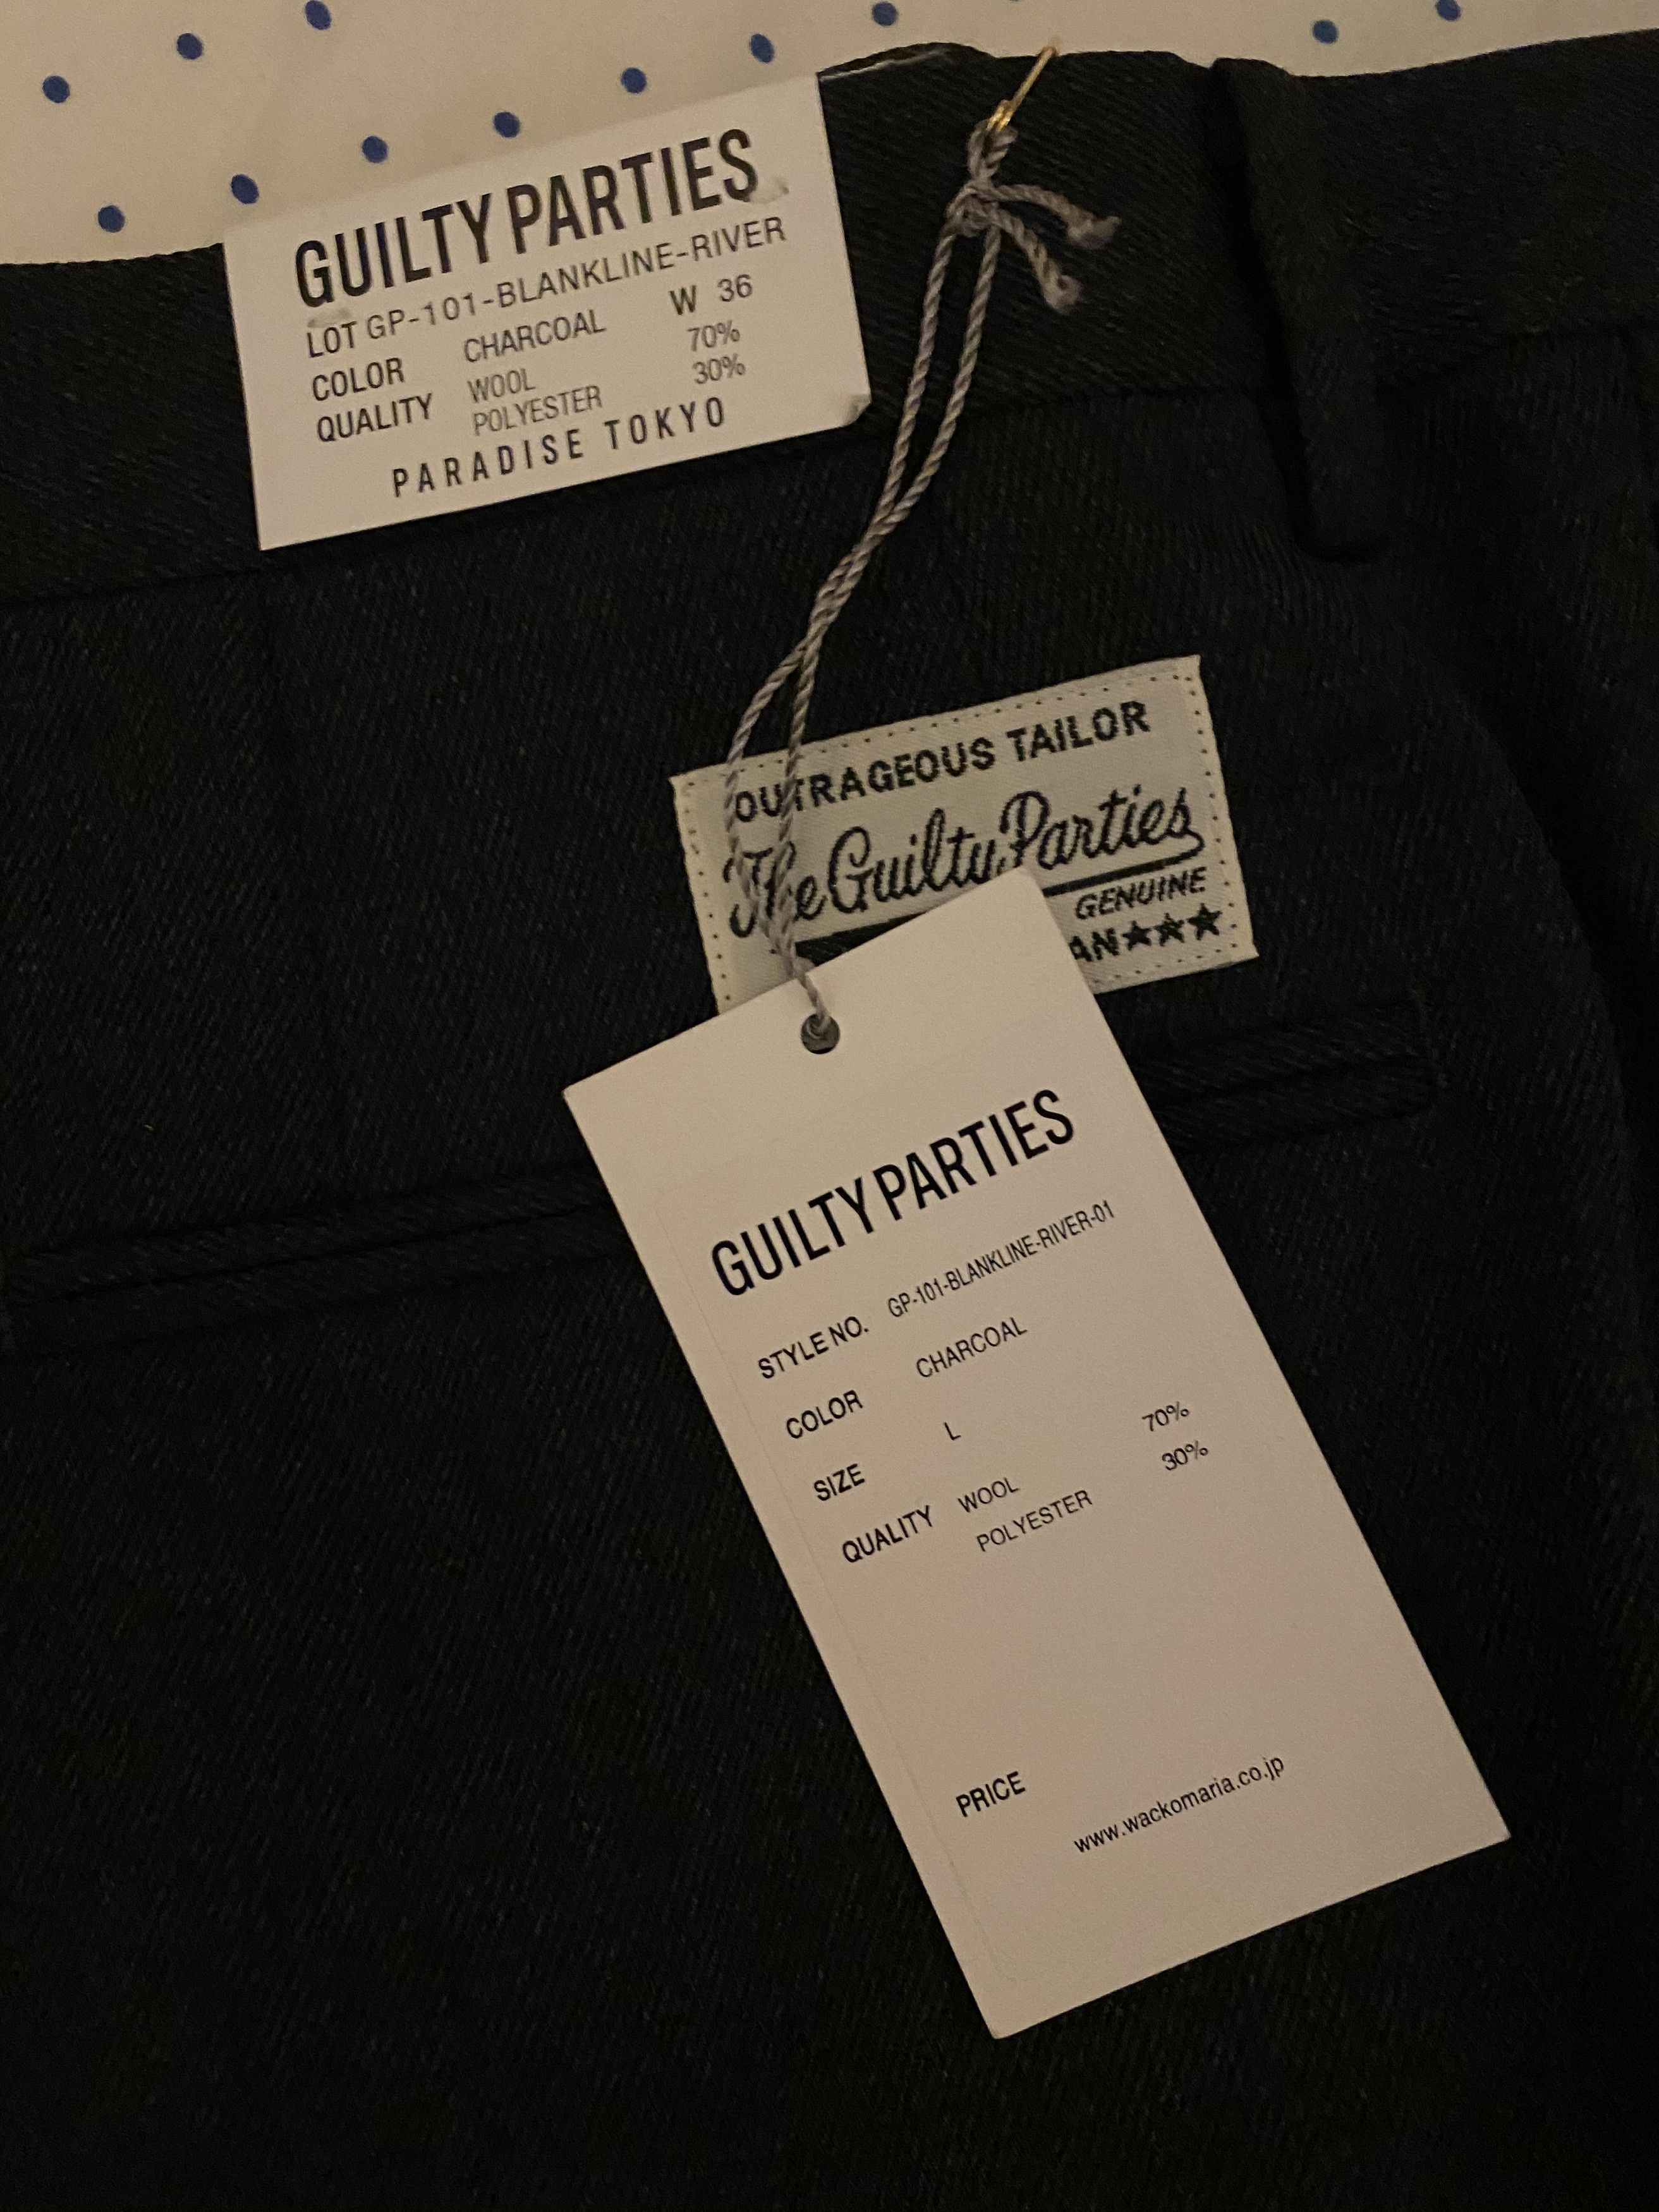 GUILTY PARTIES
LOT GP-101-BLANKLINE-RIVER
COLOR CHARCOAL W 36
QUALITY WOOL 70%
POLYESTER 30%
PARADISE TOKYO
OUTRAGEOUS TAILOR
The Guilty Parties
GENUINE
AN★★★
GUILTY PARTIES
STYLE NO. GP-101-BLANKLINE-RIVER-01
COLOR CHARCOAL
SIZE L
QUALITY WOOL 70%
POLYESTER 30%
PRICE
www.wackomaria.co.jp